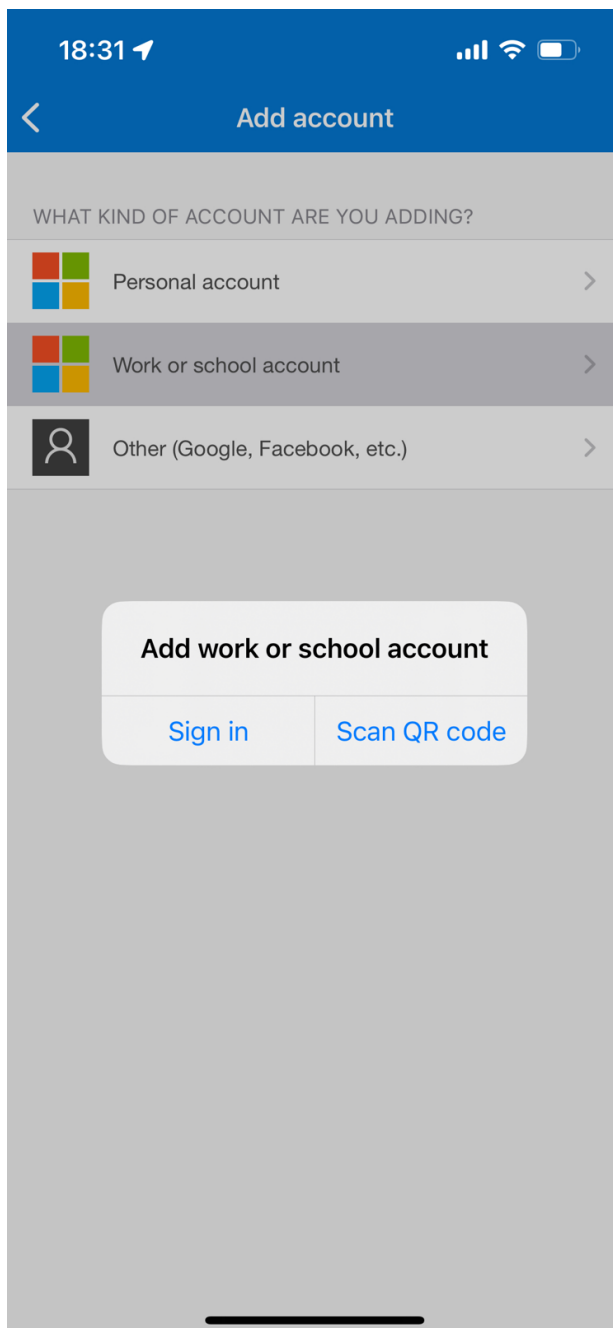 18:31
Add account
WHAT KIND OF ACCOUNT ARE YOU ADDING?
Personal account
Work or school account
Other (Google, Facebook, etc.)
Add work or school account
Sign in
Scan QR code